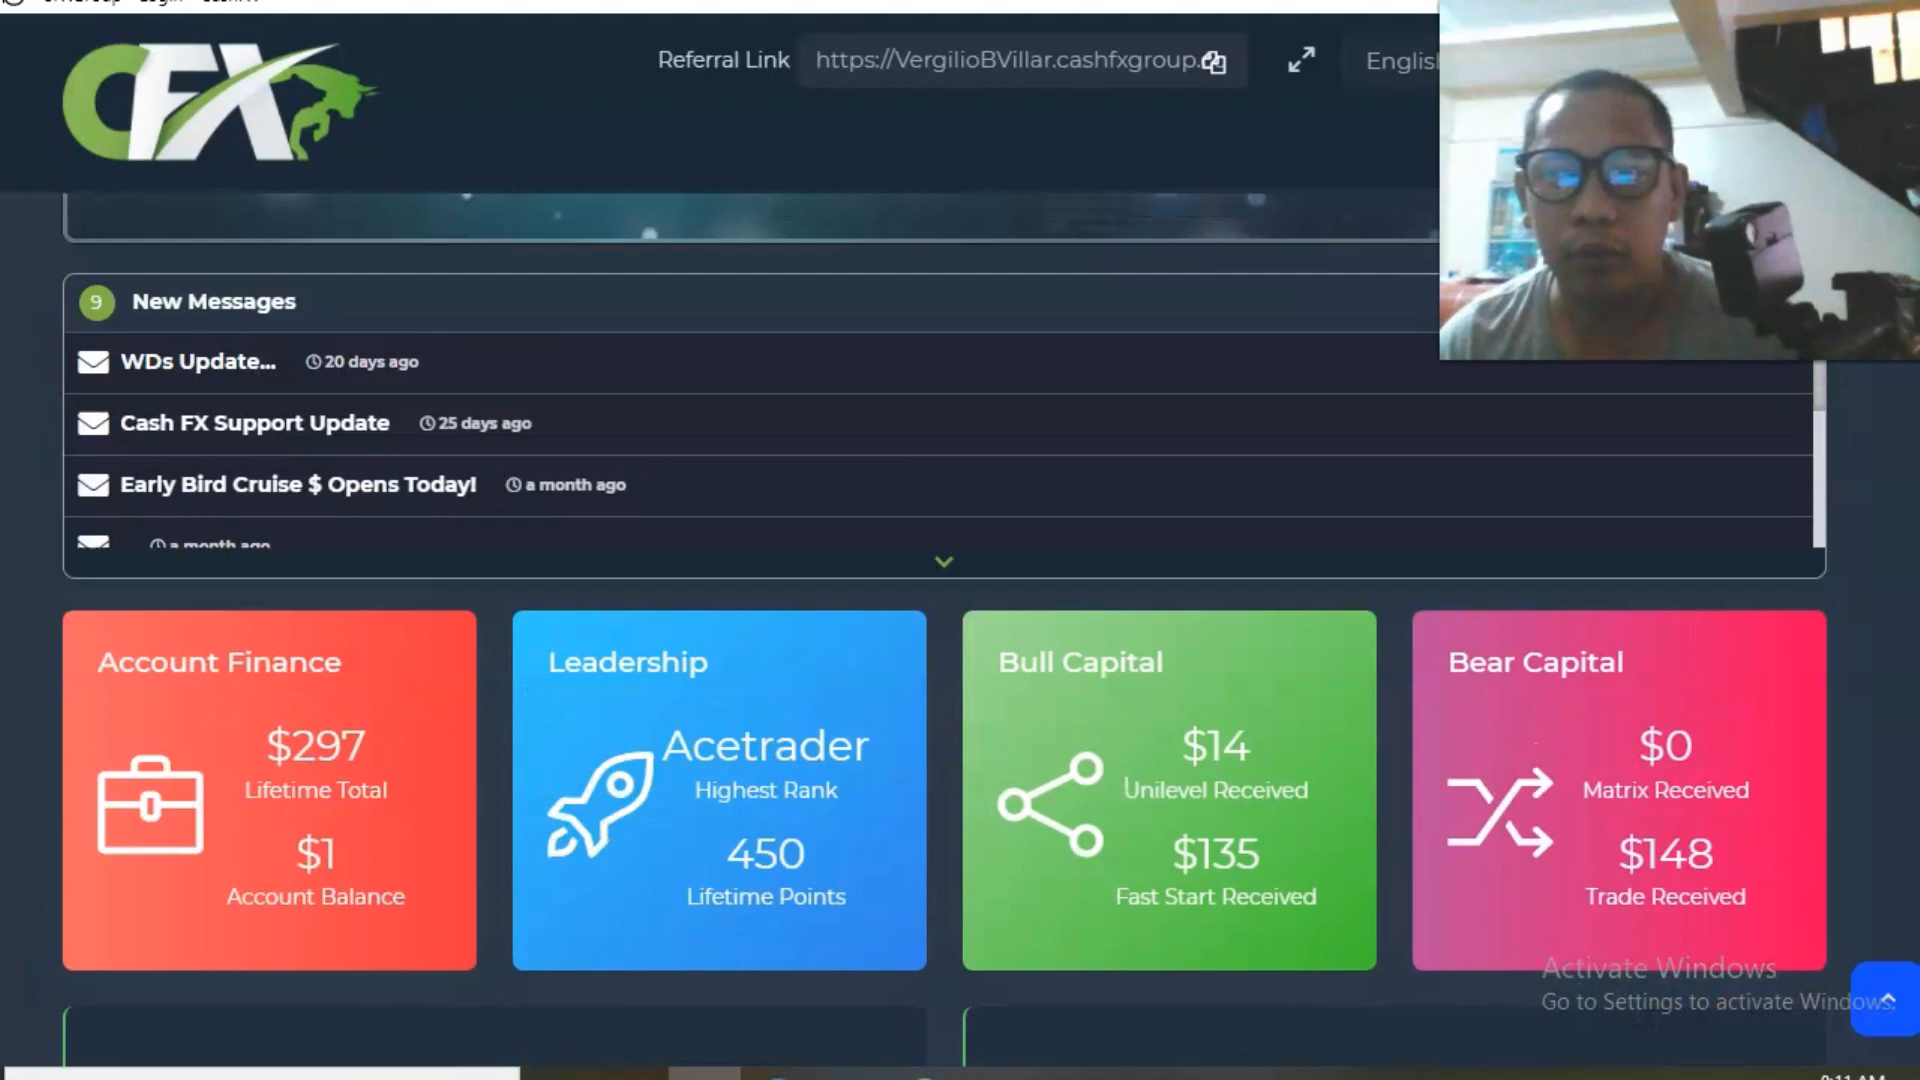 CFX
Referral Link
https://VergilioBVillar.cashfxgroup.
9
New Messages
WDs Update...
20 days ago
Cash FX Support Update
25 days ago
Early Bird Cruise $ Opens Today!
a month ago
a month ago
Account Finance
$297
Lifetime Total
$1
Account Balance
Leadership
Acetrader
Highest Rank
450
Lifetime Points
Bull Capital
$14
Unilevel Received
$135
Fast Start Received
Bear Capital
$0
Matrix Received
$148
Trade Received
Activate Windows
Go to Settings to activate Windows.